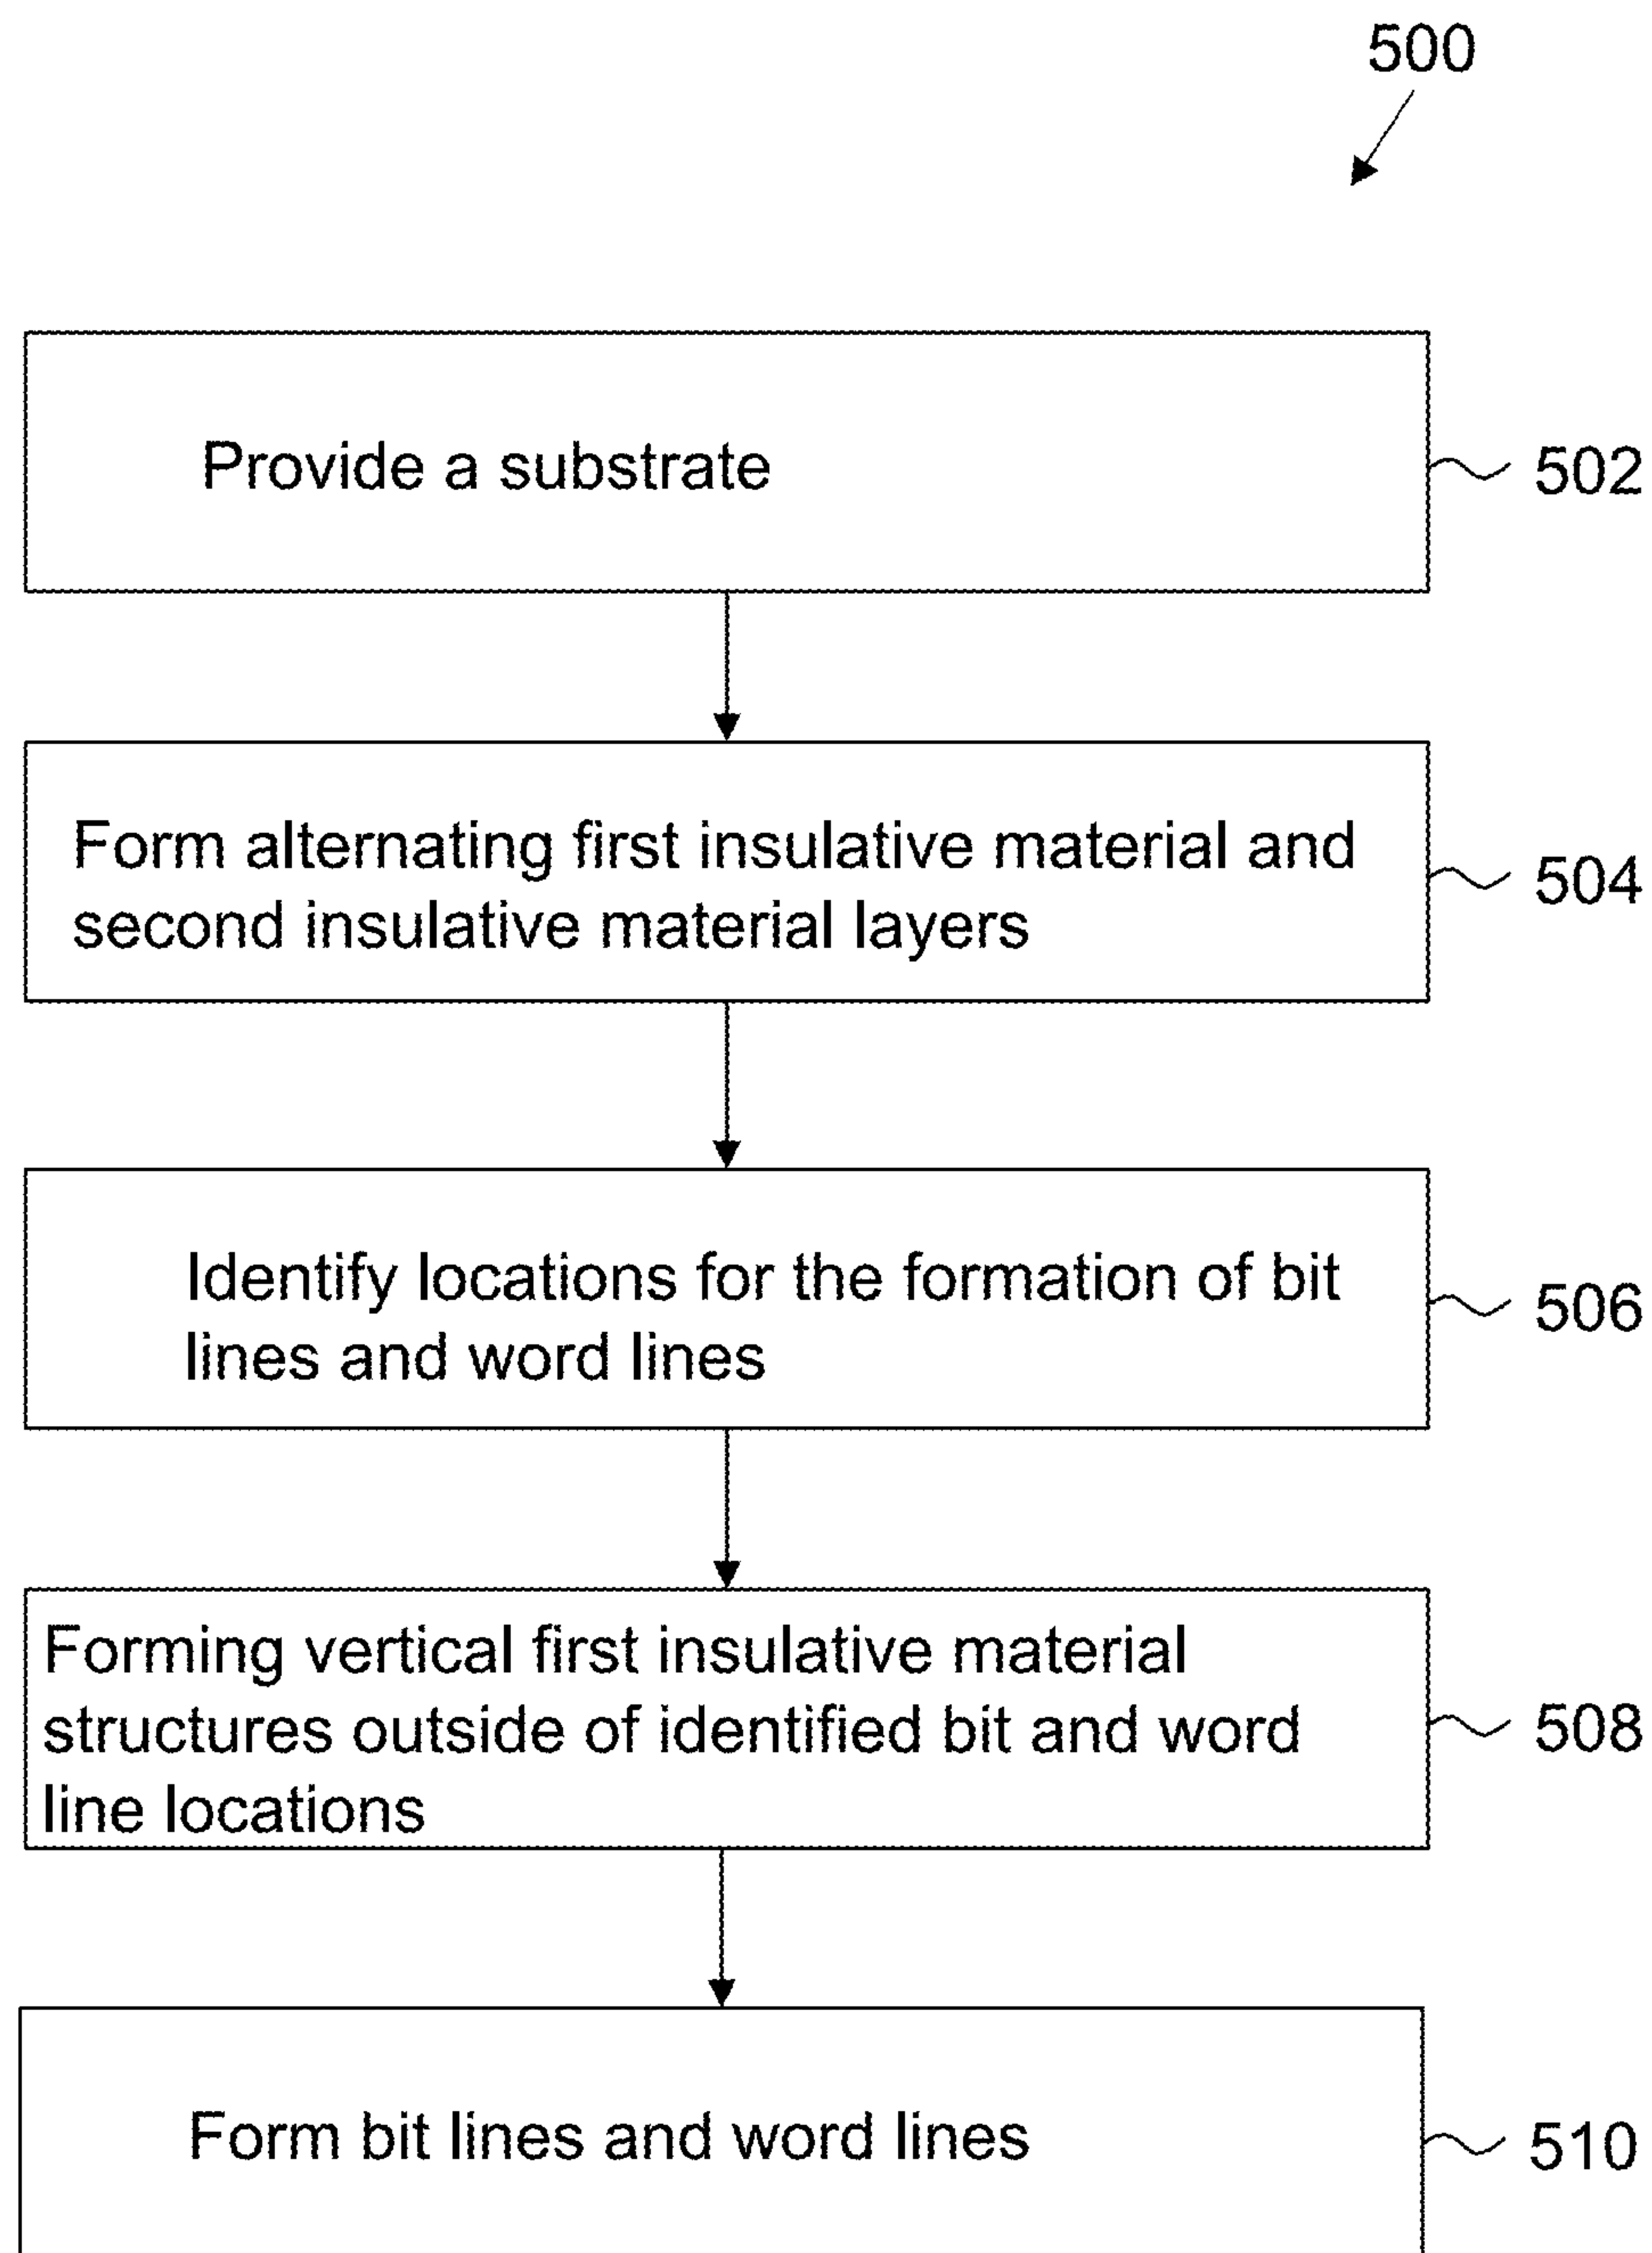 500
Provide a substrate
502
Form alternating first insulative material and
second insulative material layers
504
Identify locations for the formation of bit
lines and word lines
506
Forming vertical first insulative material
structures outside of identified bit and word
line locations
508
Form bit lines and word lines
510